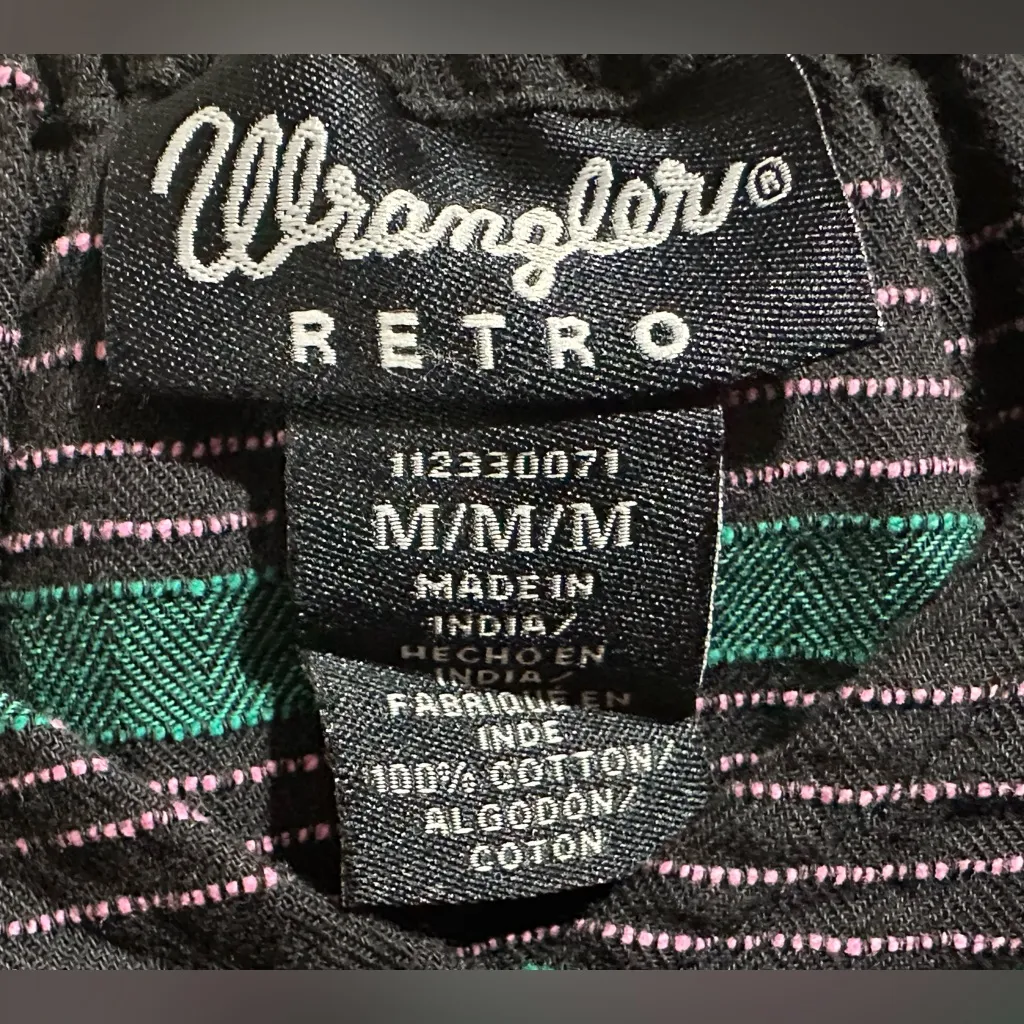 Wrangler®
RETRO
112330071
M/M/M
MADE IN
INDIA/
HECHO EN
INDIA/
FABRIQUÉ EN
INDE
100% COTTON/
ALGODÓN/
COTON